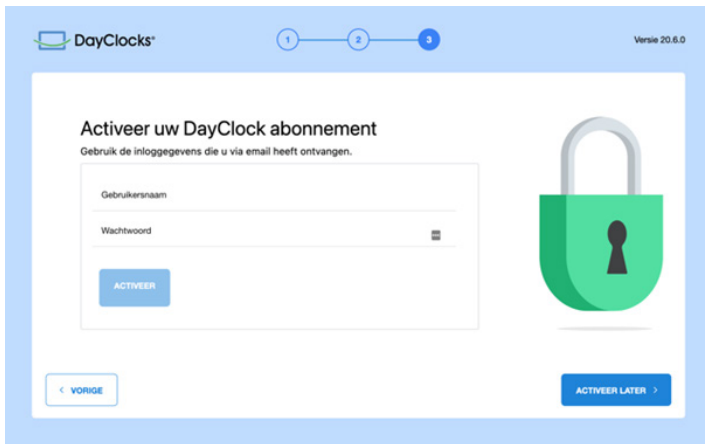 DayClocks®
1
2
3
Versie 20.6.0
Activeer uw DayClock abonnement
Gebruik de inloggegevens die u via email heeft ontvangen.
Gebruikersnaam
Wachtwoord
ACTIVEER
< VORIGE
ACTIVEER LATER >